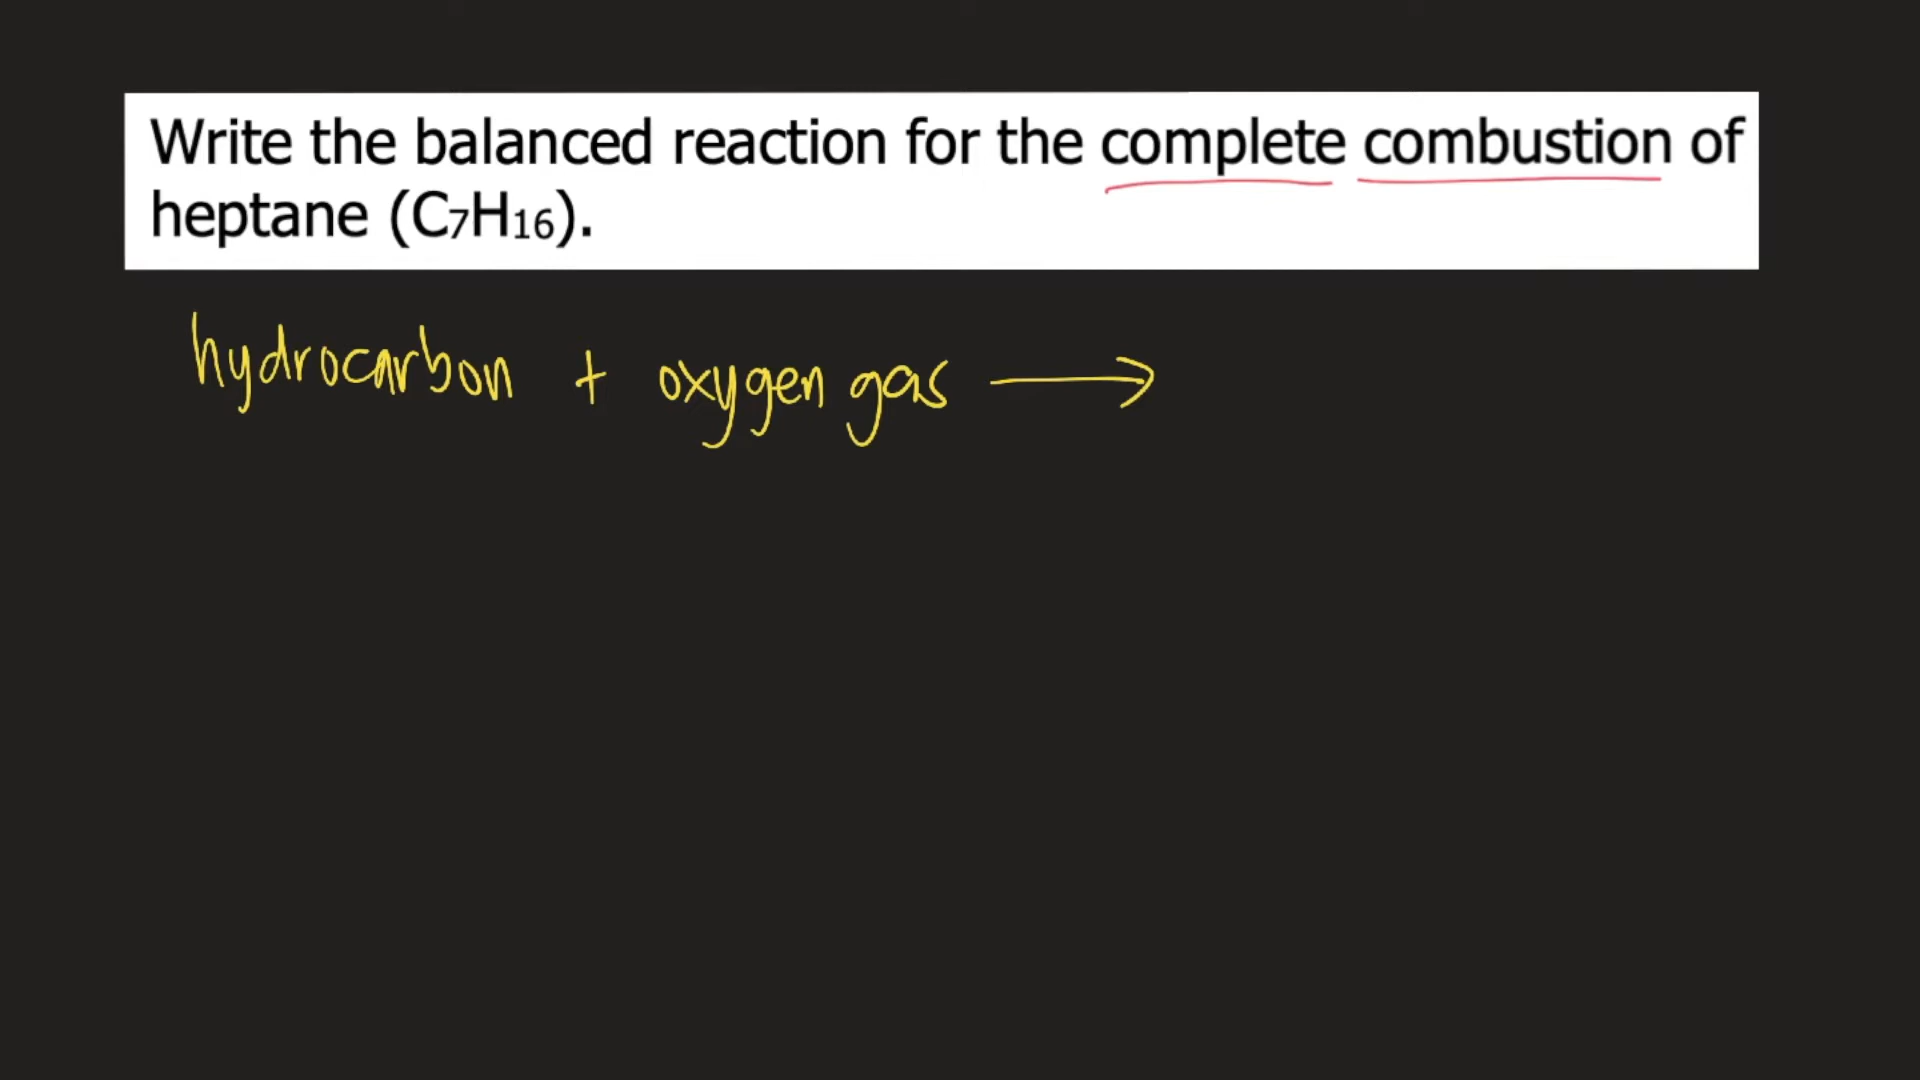 Write the balanced reaction for the complete combustion of
heptane (C₇H₁₆).
hydrocarbon + oxygen gas ⟶